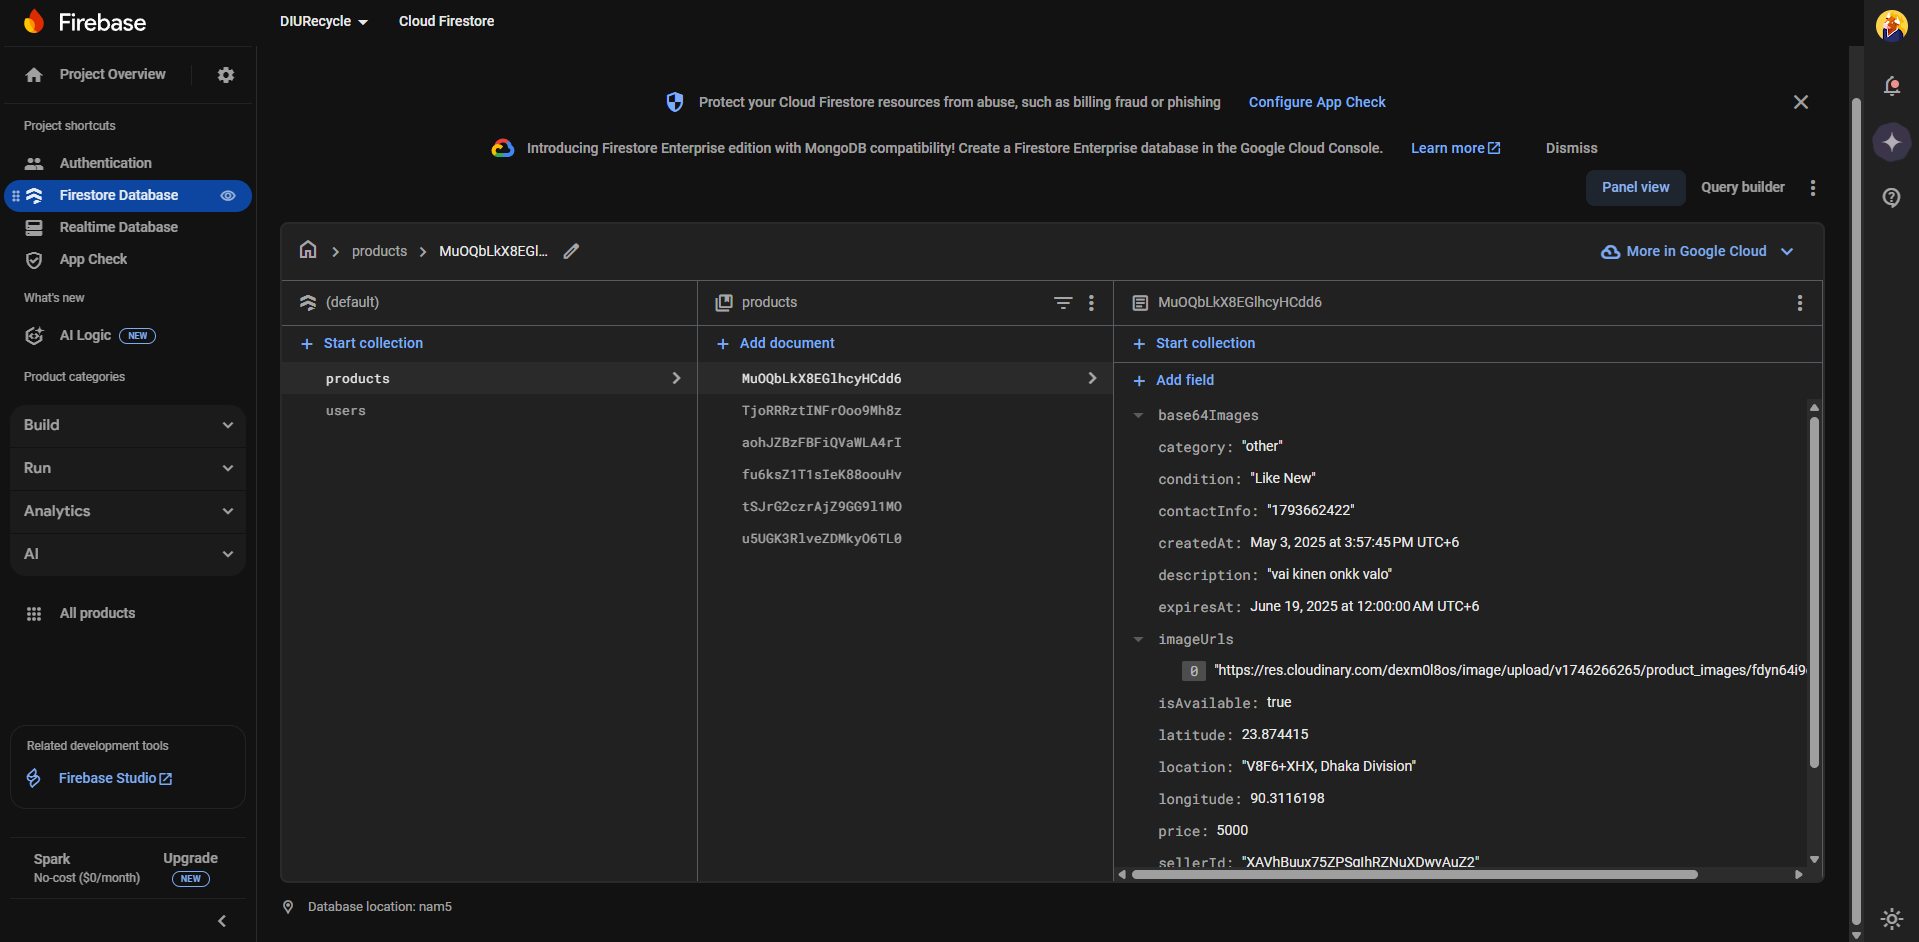 Firebase
DIURecycle
Cloud Firestore
Project Overview
Project shortcuts
Authentication
Firestore Database
Realtime Database
App Check
What's new
AI Logic NEW
Product categories
Build
Run
Analytics
AI
All products
Related development tools
Firebase Studio
Spark
No-cost ($0/month)
Upgrade
NEW
Protect your Cloud Firestore resources from abuse, such as billing fraud or phishing Configure App Check
Introducing Firestore Enterprise edition with MongoDB compatibility! Create a Firestore Enterprise database in the Google Cloud Console. Learn more Dismiss
Panel view Query builder
products MuOQbLkX8EGl...
More in Google Cloud
(default)
Start collection
products
users
products
Add document
MuOQbLkX8EGlhcyHCdd6
TjoRRRztINFrOoo9Mh8z
aohJZBzFBFiQVaWLA4rI
fu6ksZ1T1sIeK88oouHv
tSJrG2czrAjZ9GG9l1MO
u5UGK3RlveZDMkyO6TL0
MuOQbLkX8EGlhcyHCdd6
Start collection
Add field
base64Images
category: "other"
condition: "Like New"
contactInfo: "1793662422"
createdAt: May 3, 2025 at 3:57:45 PM UTC+6
description: "vai kinen onkk valo"
expiresAt: June 19, 2025 at 12:00:00 AM UTC+6
imageUrls
0 "https://res.cloudinary.com/dexm0l8os/image/upload/v1746266265/product_images/fdyn64i9
isAvailable: true
latitude: 23.874415
location: "V8F6+XHX, Dhaka Division"
longitude: 90.3116198
price: 5000
sellerId: "XAVhBuux75ZPSqIhRZNuXDwvAuZ2"
Database location: nam5